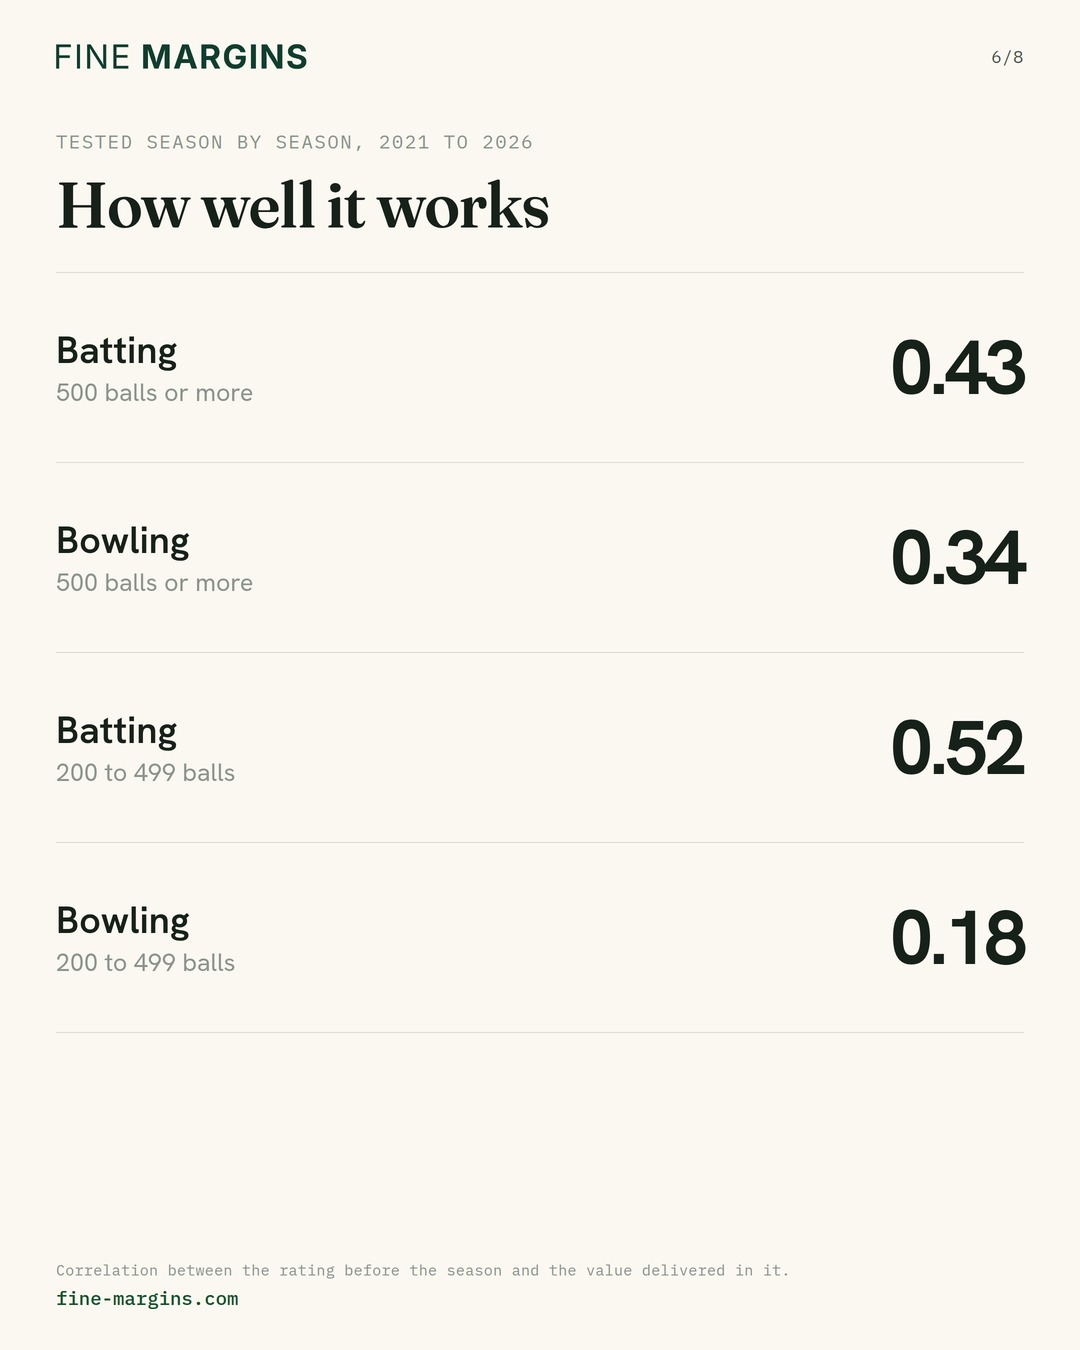 FINE MARGINS
6/8
TESTED SEASON BY SEASON, 2021 TO 2026
How well it works
Batting
500 balls or more
0.43
Bowling
500 balls or more
0.34
Batting
200 to 499 balls
0.52
Bowling
200 to 499 balls
0.18
Correlation between the rating before the season and the value delivered in it.
fine-margins.com